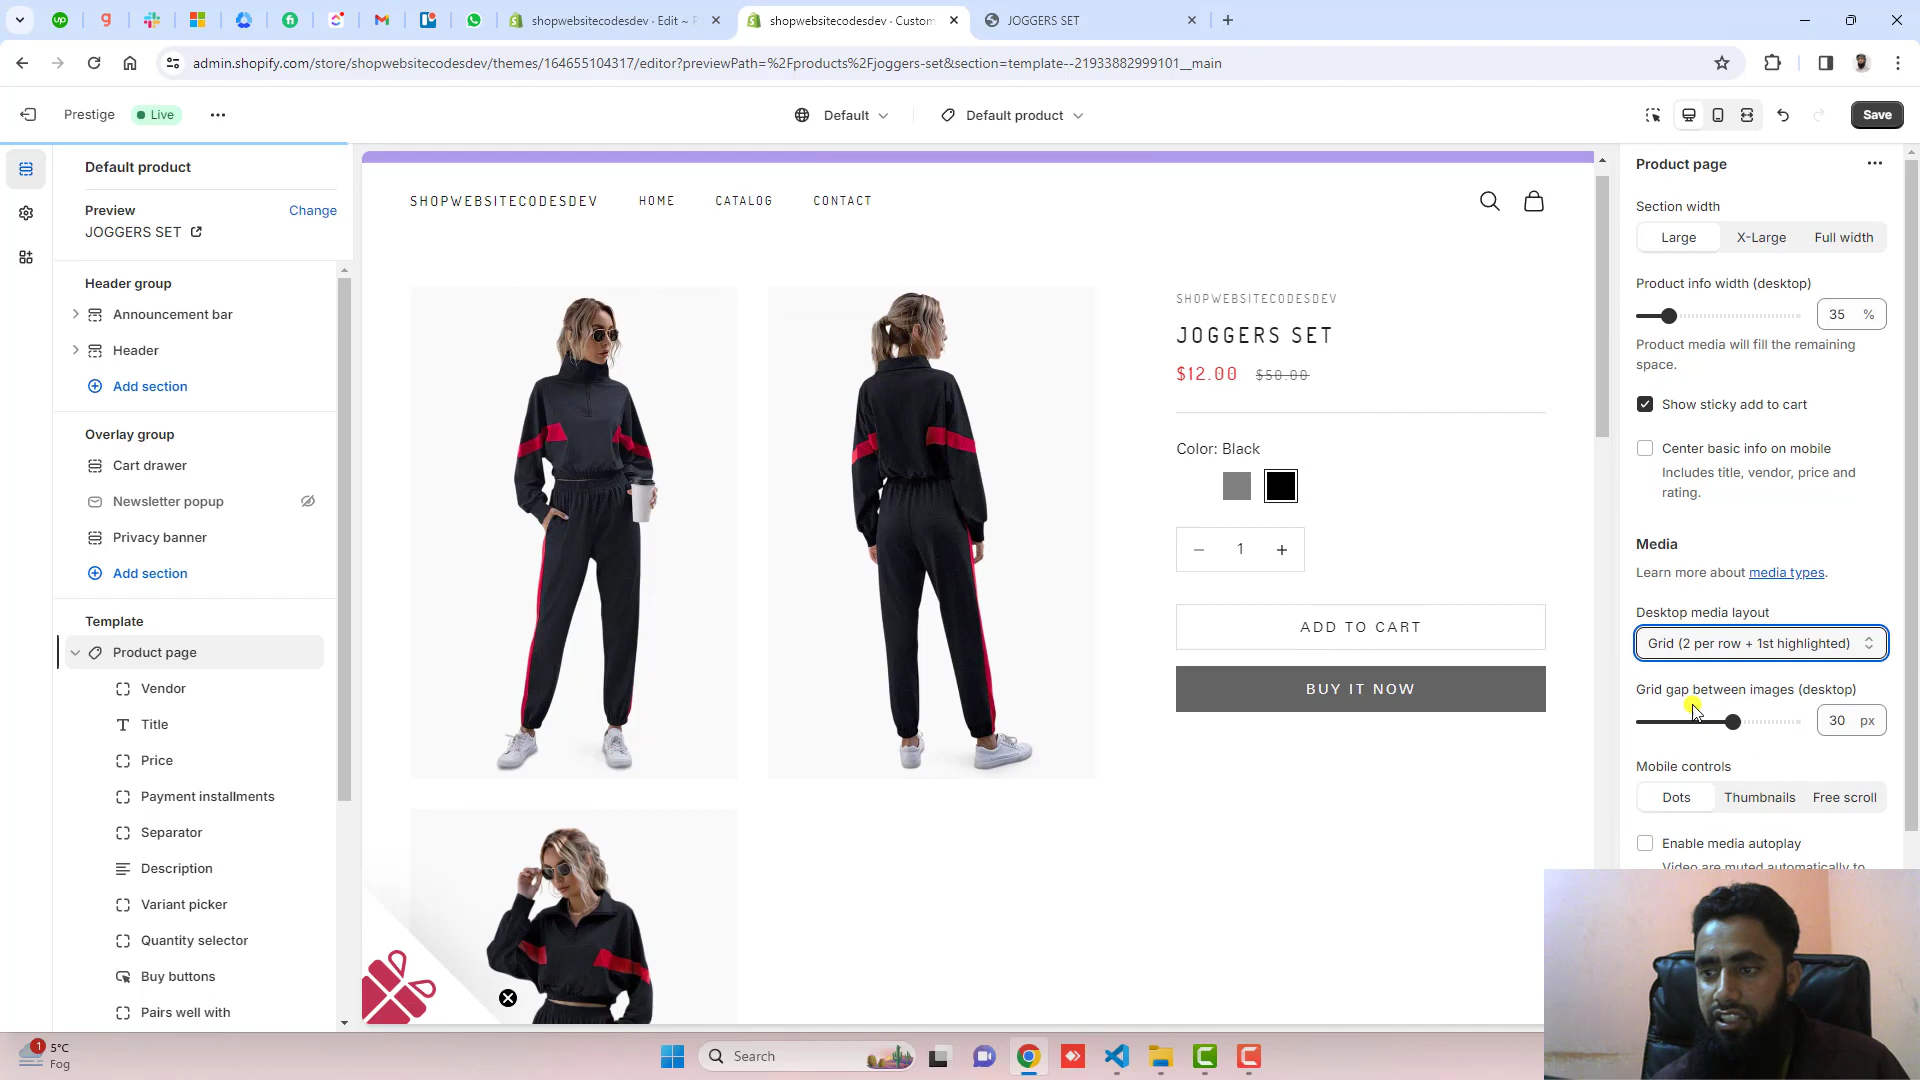 shopwebsitecodesdev · Edit ~ P
shopwebsitecodesdev · Custom
JOGGERS SET
admin.shopify.com/store/shopwebsitecodesdev/themes/164655104317/editor?previewPath=%2Fproducts%2Fjoggers-set&section=template--21933882999101__main
Prestige
Live
Default
Default product
Save
Default product
Preview
Change
JOGGERS SET
Header group
Announcement bar
Header
Add section
Overlay group
Cart drawer
Newsletter popup
Privacy banner
Add section
Template
Product page
Vendor
Title
Price
Payment installments
Separator
Description
Variant picker
Quantity selector
Buy buttons
Pairs well with
SHOPWEBSITECODESDEV
HOME
CATALOG
CONTACT
SHOPWEBSITECODESDEV
JOGGERS SET
$12.00 $50.00
Color: Black
1
ADD TO CART
BUY IT NOW
Product page
Section width
Large
X-Large
Full width
Product info width (desktop)
35 %
Product media will fill the remaining
space.
Show sticky add to cart
Center basic info on mobile
Includes title, vendor, price and
rating.
Media
Learn more about media types.
Desktop media layout
Grid (2 per row + 1st highlighted)
Grid gap between images (desktop)
30 px
Mobile controls
Dots
Thumbnails
Free scroll
Enable media autoplay
Video are muted automatically to
1
5°C
Fog
Search